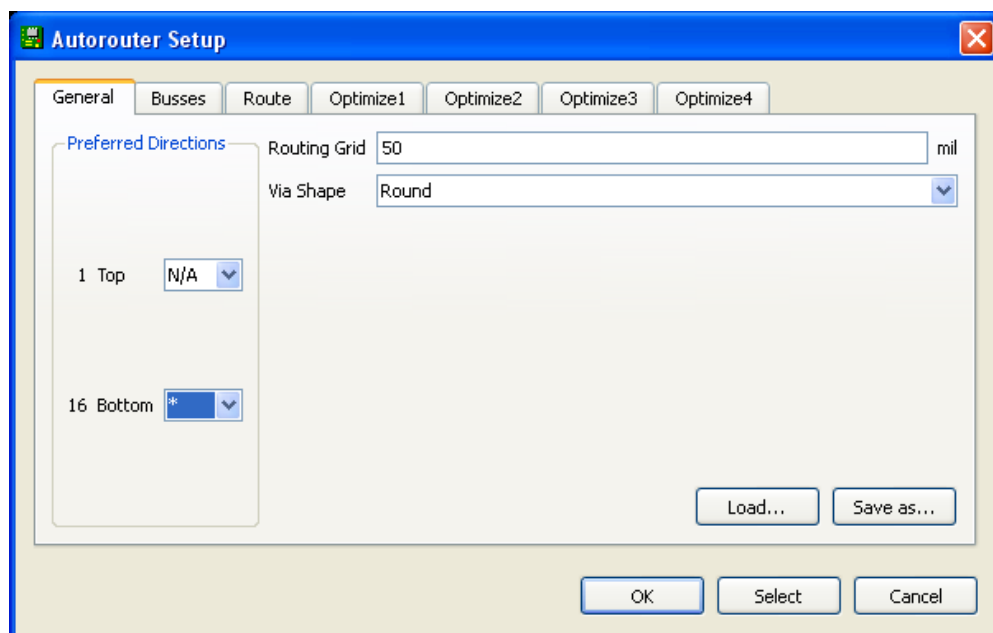 Autorouter Setup
General Busses Route Optimize1 Optimize2 Optimize3 Optimize4
Preferred Directions
Routing Grid 50 mil
Via Shape Round
1 Top N/A
16 Bottom *
Load... Save as...
OK Select Cancel